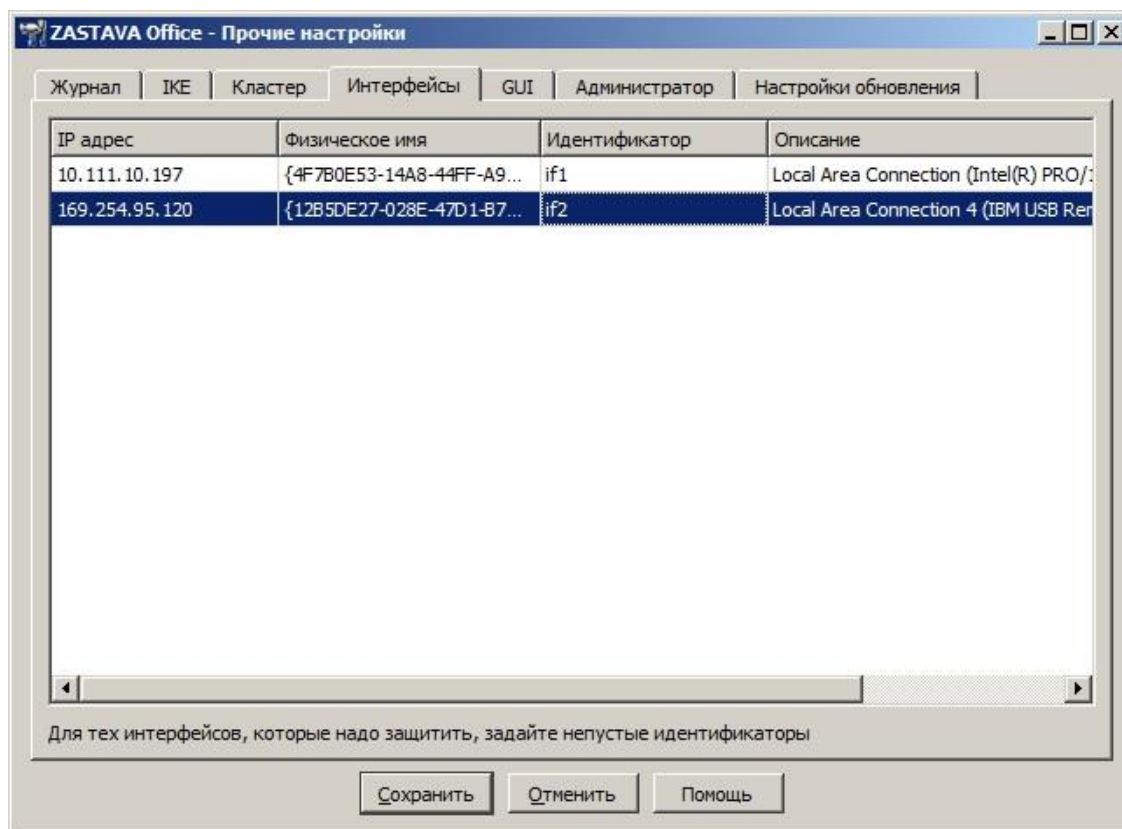 ZASTAVA Office - Прочие настройки
Журнал IKE Кластер Интерфейсы GUI Администратор Настройки обновления
IP адрес Физическое имя Идентификатор Описание
10.111.10.197 {4F7B0E53-14A8-44FF-A9... if1 Local Area Connection (Intel(R) PRO/
169.254.95.120 {12B5DE27-028E-47D1-B7... if2 Local Area Connection 4 (IBM USB Rer
Для тех интерфейсов, которые надо защитить, задайте непустые идентификаторы
Сохранить Отменить Помощь